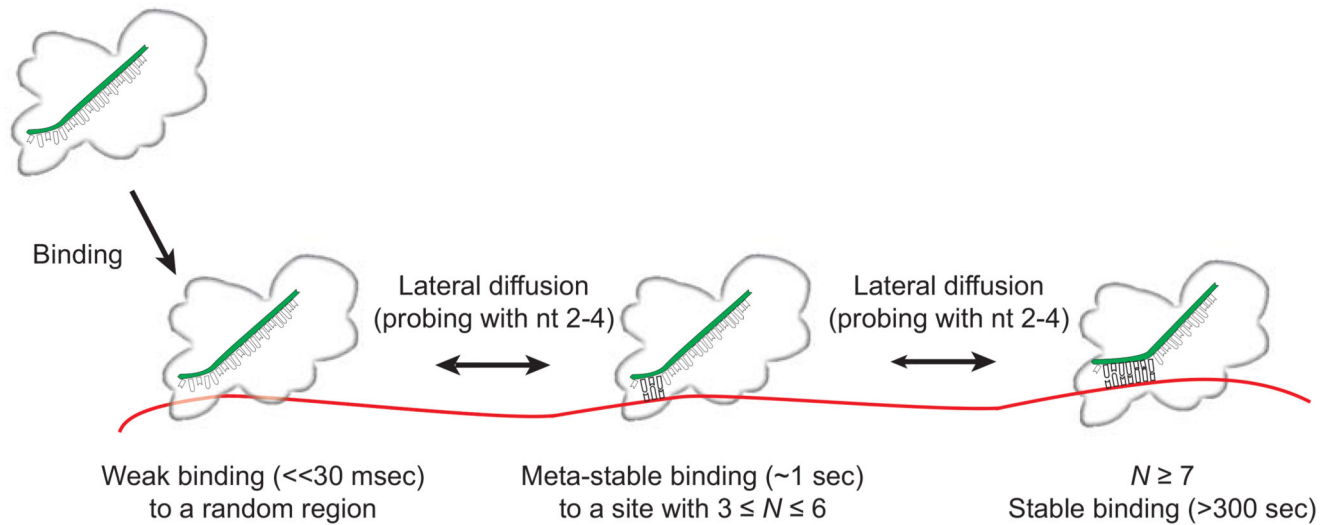 Binding
Lateral diffusion
(probing with nt 2-4)
Lateral diffusion
(probing with nt 2-4)
Weak binding (<<30 msec)
to a random region
Meta-stable binding (~1 sec)
to a site with 3 ≤ N ≤ 6
N ≥ 7
Stable binding (>300 sec)